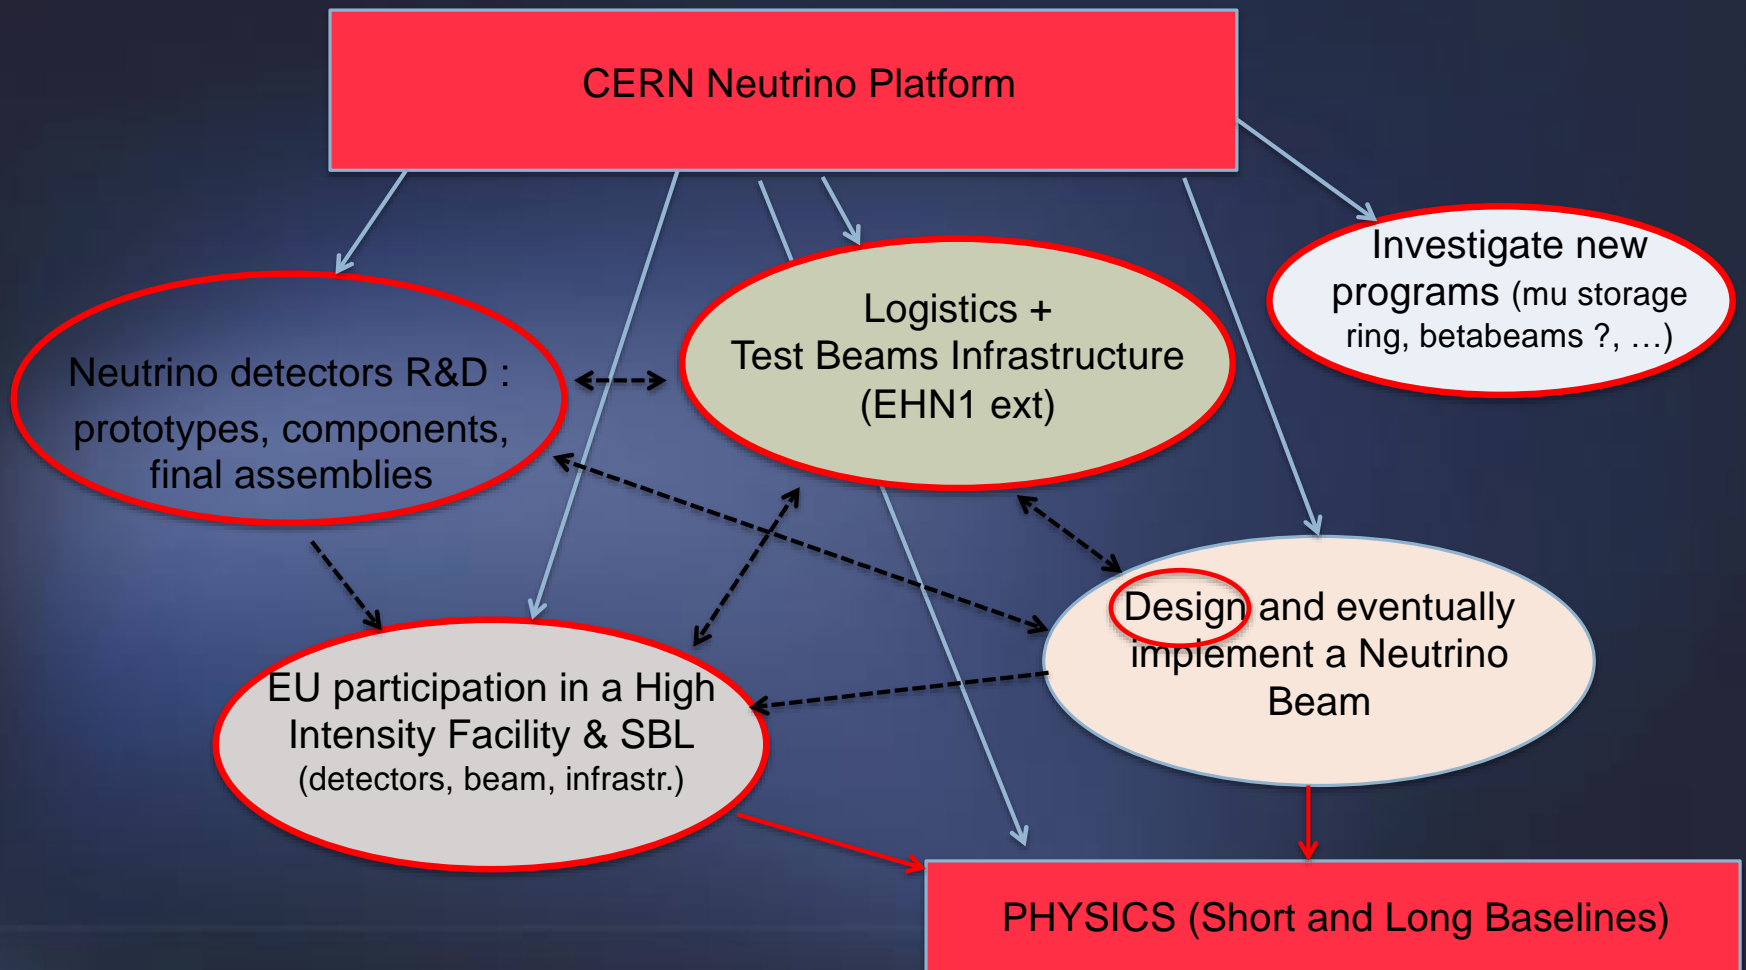 CERN Neutrino Platform
Investigate new
programs (mu storage
ring, betabeams ?, …)
Logistics +
Test Beams Infrastructure
(EHN1 ext)
Neutrino detectors R&D :
prototypes, components,
final assemblies
Design and eventually
implement a Neutrino
Beam
EU participation in a High
Intensity Facility & SBL
(detectors, beam, infrastr.)
PHYSICS (Short and Long Baselines)